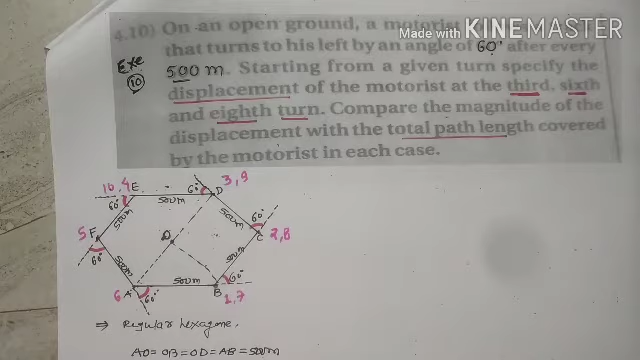 4.10) On an open ground, a motorist
Made with KINEMASTER
that turns to his left by an angle of 60° after every
Exe
10
500 m. Starting from a given turn specify the
displacement of the motorist at the third, sixth
and eighth turn. Compare the magnitude of the
displacement with the total path length covered
by the motorist in each case.
10, 4 E
60°
500m
60° D
3, 9
500m
500m
60°
5 F
60°
C 2, 8
500m
500m
6 A
60°
500m
B
60°
1, 7
⇒ Regular hexagone.
AO = OB = OD = AB = 500m